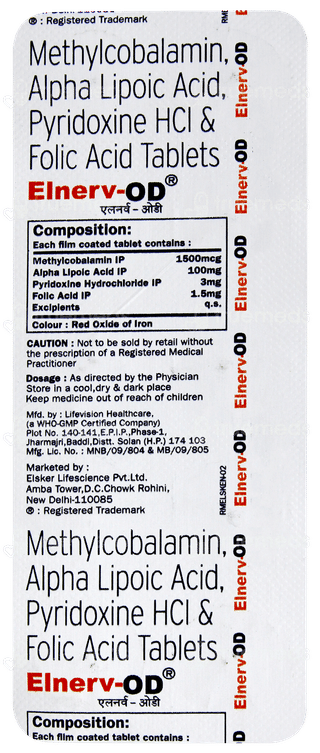 ® : Registered Trademark
Methylcobalamin,
Alpha Lipoic Acid,
Pyridoxine HCl &
Folic Acid Tablets
Elnerv-OD®
एलनर्व - ओडी
Composition:
Each film coated tablet contains :
Methylcobalamin IP 1500mcg
Alpha Lipoic Acid IP 100mg
Pyridoxine Hydrochloride IP 3mg
Folic Acid IP 1.5mg
Excipients q.s.
Colour : Red Oxide of Iron
CAUTION : Not to be sold by retail without
the prescription of a Registered Medical
Practitioner
Dosage : As directed by the Physician
Store in a cool,dry & dark place
Keep medicine out of reach of children
Mfd. by : Lifevision Healthcare,
(a WHO-GMP Certified Company)
Plot No. 140-141,E.P.I.P.,Phase-1,
Jharmajri,Baddi,Distt. Solan (H.P.) 174 103
Mfg. Lic. No. : MNB/09/804 & MB/09/805
Marketed by :
Elsker Lifescience Pvt.Ltd.
Amba Tower,D.C.Chowk Rohini,
New Delhi-110085
® : Registered Trademark
Methylcobalamin,
Alpha Lipoic Acid,
Pyridoxine HCl &
Folic Acid Tablets
Elnerv-OD®
एलनर्व - ओडी
Composition:
Each film coated tablet contains :
Elnerv-OD
Elnerv-OD
Elnerv-OD
Elnerv-OD
Elnerv-OD
Elnerv-OD
Elnerv-OD
RMELSKEN-02